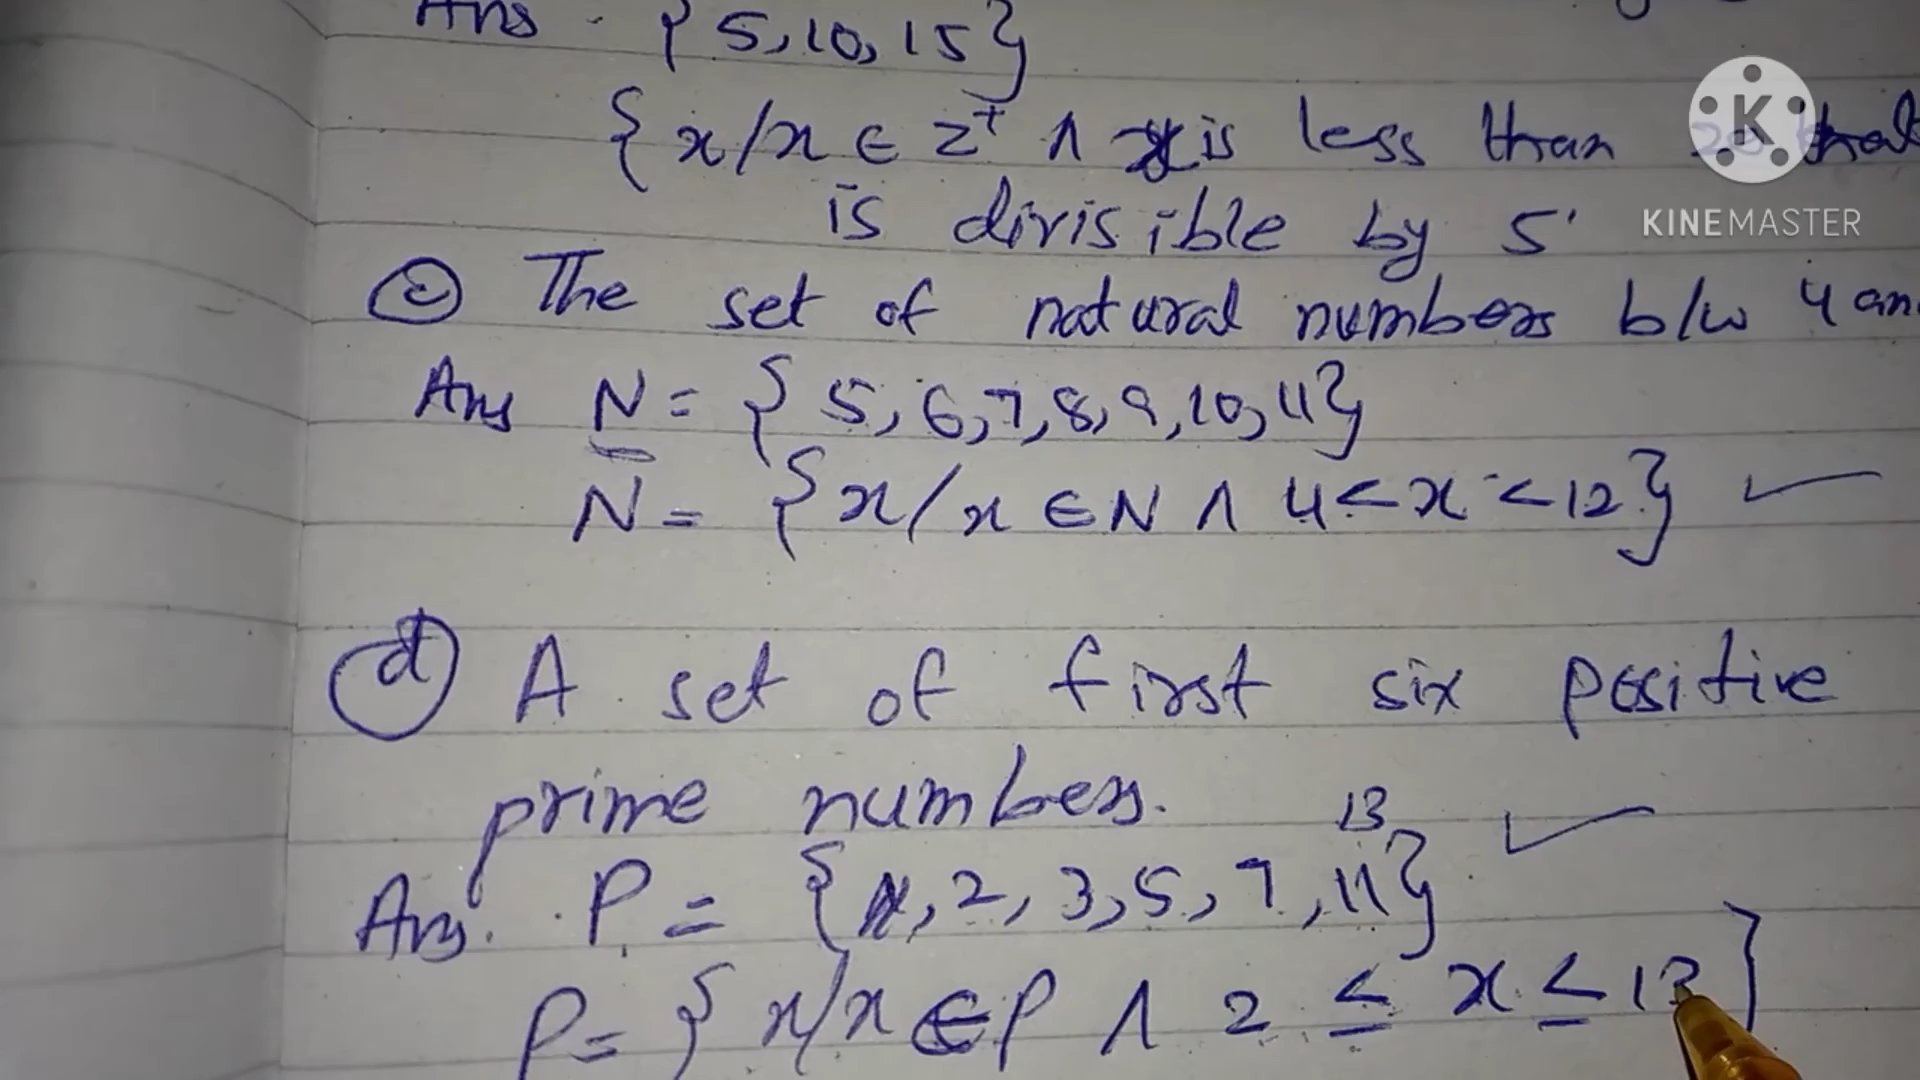 Ans. {5, 10, 15}
{x/x ∈ Z⁺ ∧ x is less than 20 that
is divisible by 5
KINEMASTER
(c) The set of natural numbers b/w 4 an
Ans N = {5, 6, 7, 8, 9, 10, 11}
N = {x/x ∈ N ∧ 4 < x < 12}
(d) A set of first six positive
prime numbers.
13
Ans. P = {2, 3, 5, 7, 11}
P = {x/x ∈ P ∧ 2 ≤ x ≤ 13}